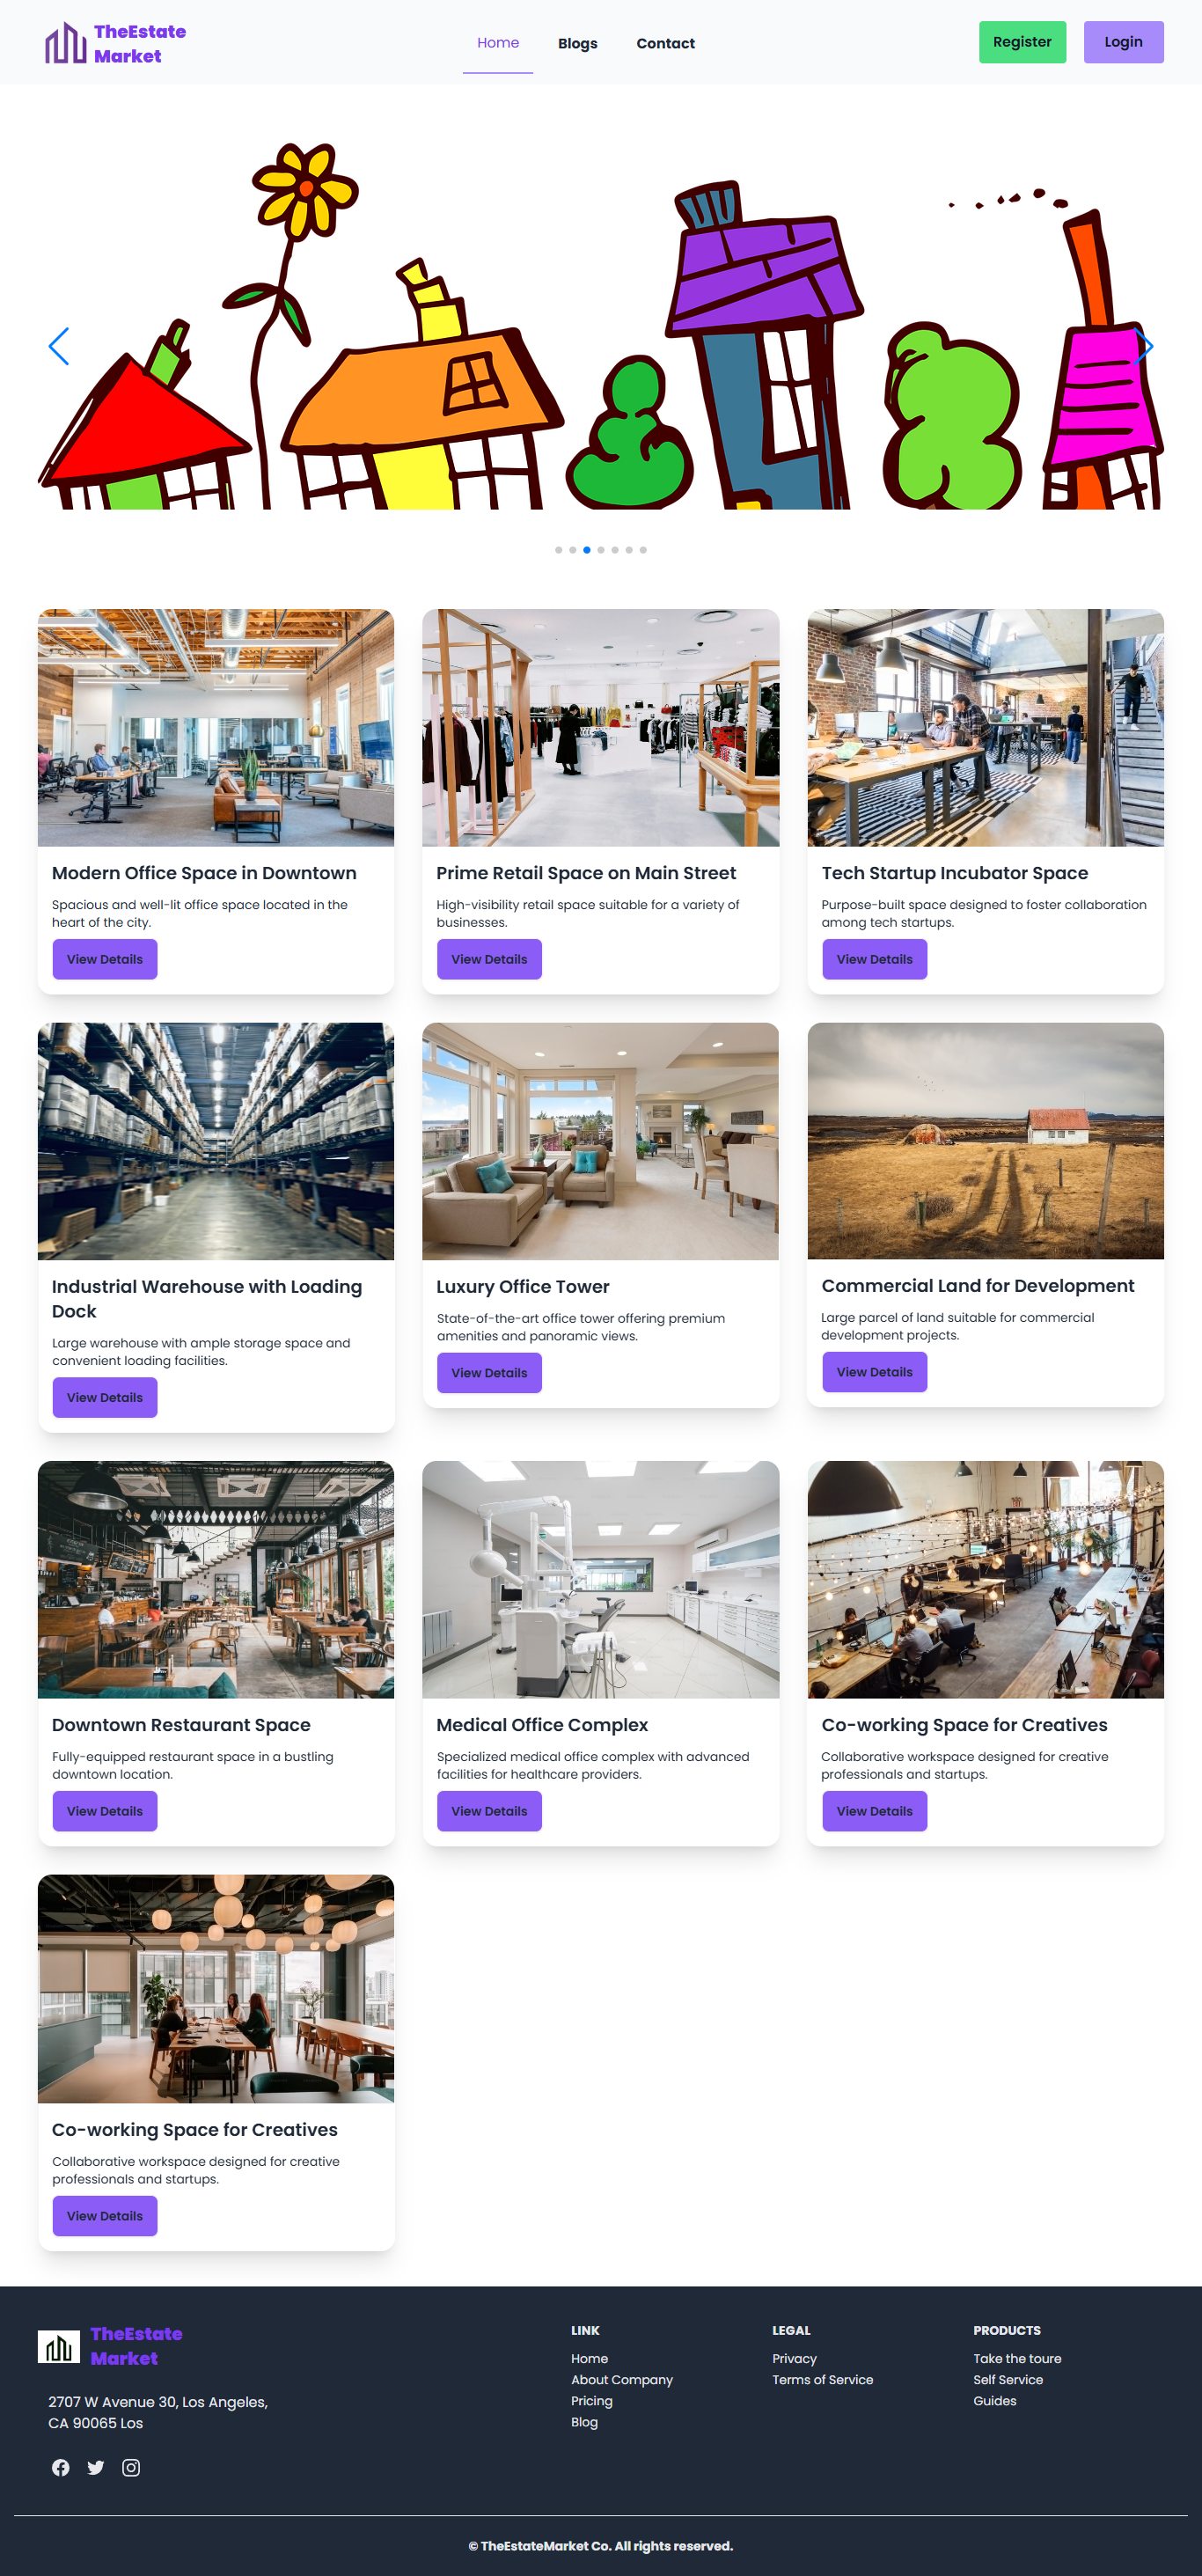 TheEstate
Market
Home
Blogs
Contact
Register
Login
Modern Office Space in Downtown
Spacious and well-lit office space located in the
heart of the city.
View Details
Prime Retail Space on Main Street
High-visibility retail space suitable for a variety of
businesses.
View Details
Tech Startup Incubator Space
Purpose-built space designed to foster collaboration
among tech startups.
View Details
Industrial Warehouse with Loading
Dock
Large warehouse with ample storage space and
convenient loading facilities.
View Details
Luxury Office Tower
State-of-the-art office tower offering premium
amenities and panoramic views.
View Details
Commercial Land for Development
Large parcel of land suitable for commercial
development projects.
View Details
Downtown Restaurant Space
Fully-equipped restaurant space in a bustling
downtown location.
View Details
Medical Office Complex
Specialized medical office complex with advanced
facilities for healthcare providers.
View Details
Co-working Space for Creatives
Collaborative workspace designed for creative
professionals and startups.
View Details
Co-working Space for Creatives
Collaborative workspace designed for creative
professionals and startups.
View Details
TheEstate
Market
2707 W Avenue 30, Los Angeles,
CA 90065 Los
LINK
Home
About Company
Pricing
Blog
LEGAL
Privacy
Terms of Service
PRODUCTS
Take the toure
Self Service
Guides
© TheEstateMarket Co. All rights reserved.